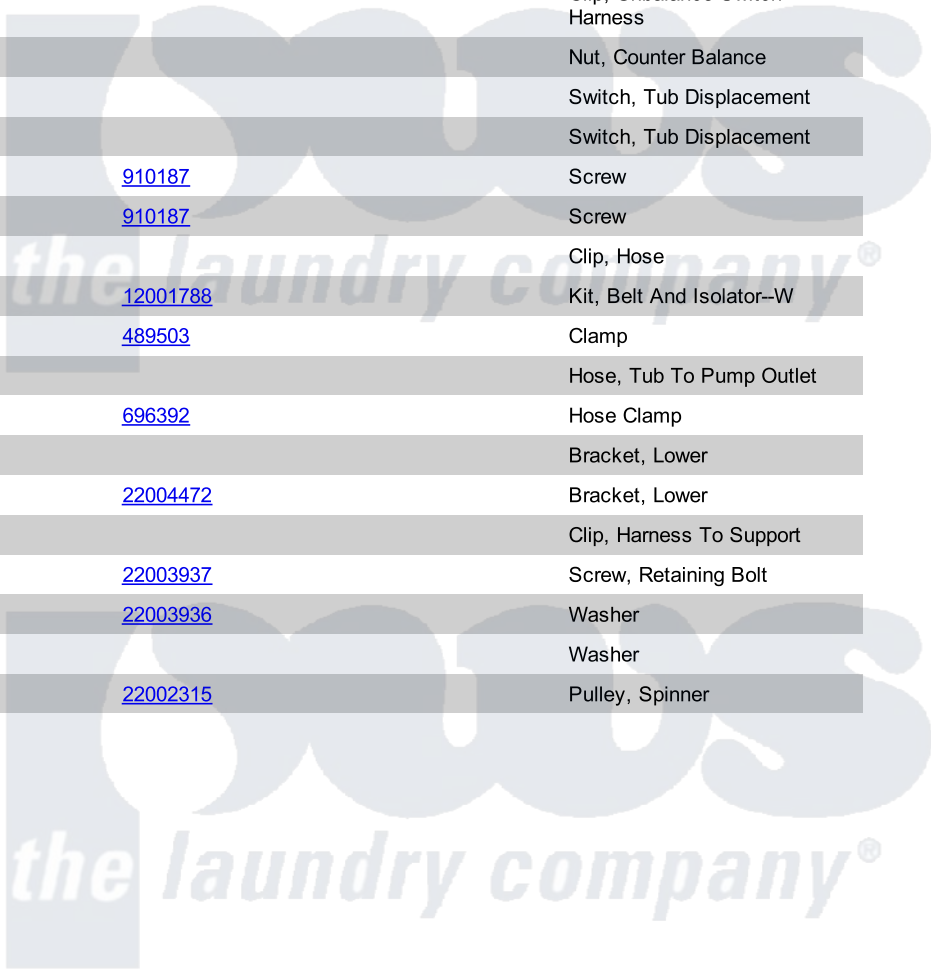 Harness
Nut, Counter Balance
Switch, Tub Displacement
Switch, Tub Displacement
910187 Screw
910187 Screw
Clip, Hose
12001788 Kit, Belt And Isolator--W
489503 Clamp
Hose, Tub To Pump Outlet
696392 Hose Clamp
Bracket, Lower
22004472 Bracket, Lower
Clip, Harness To Support
22003937 Screw, Retaining Bolt
22003936 Washer
Washer
22002315 Pulley, Spinner
the laundry company®
the laundry company®